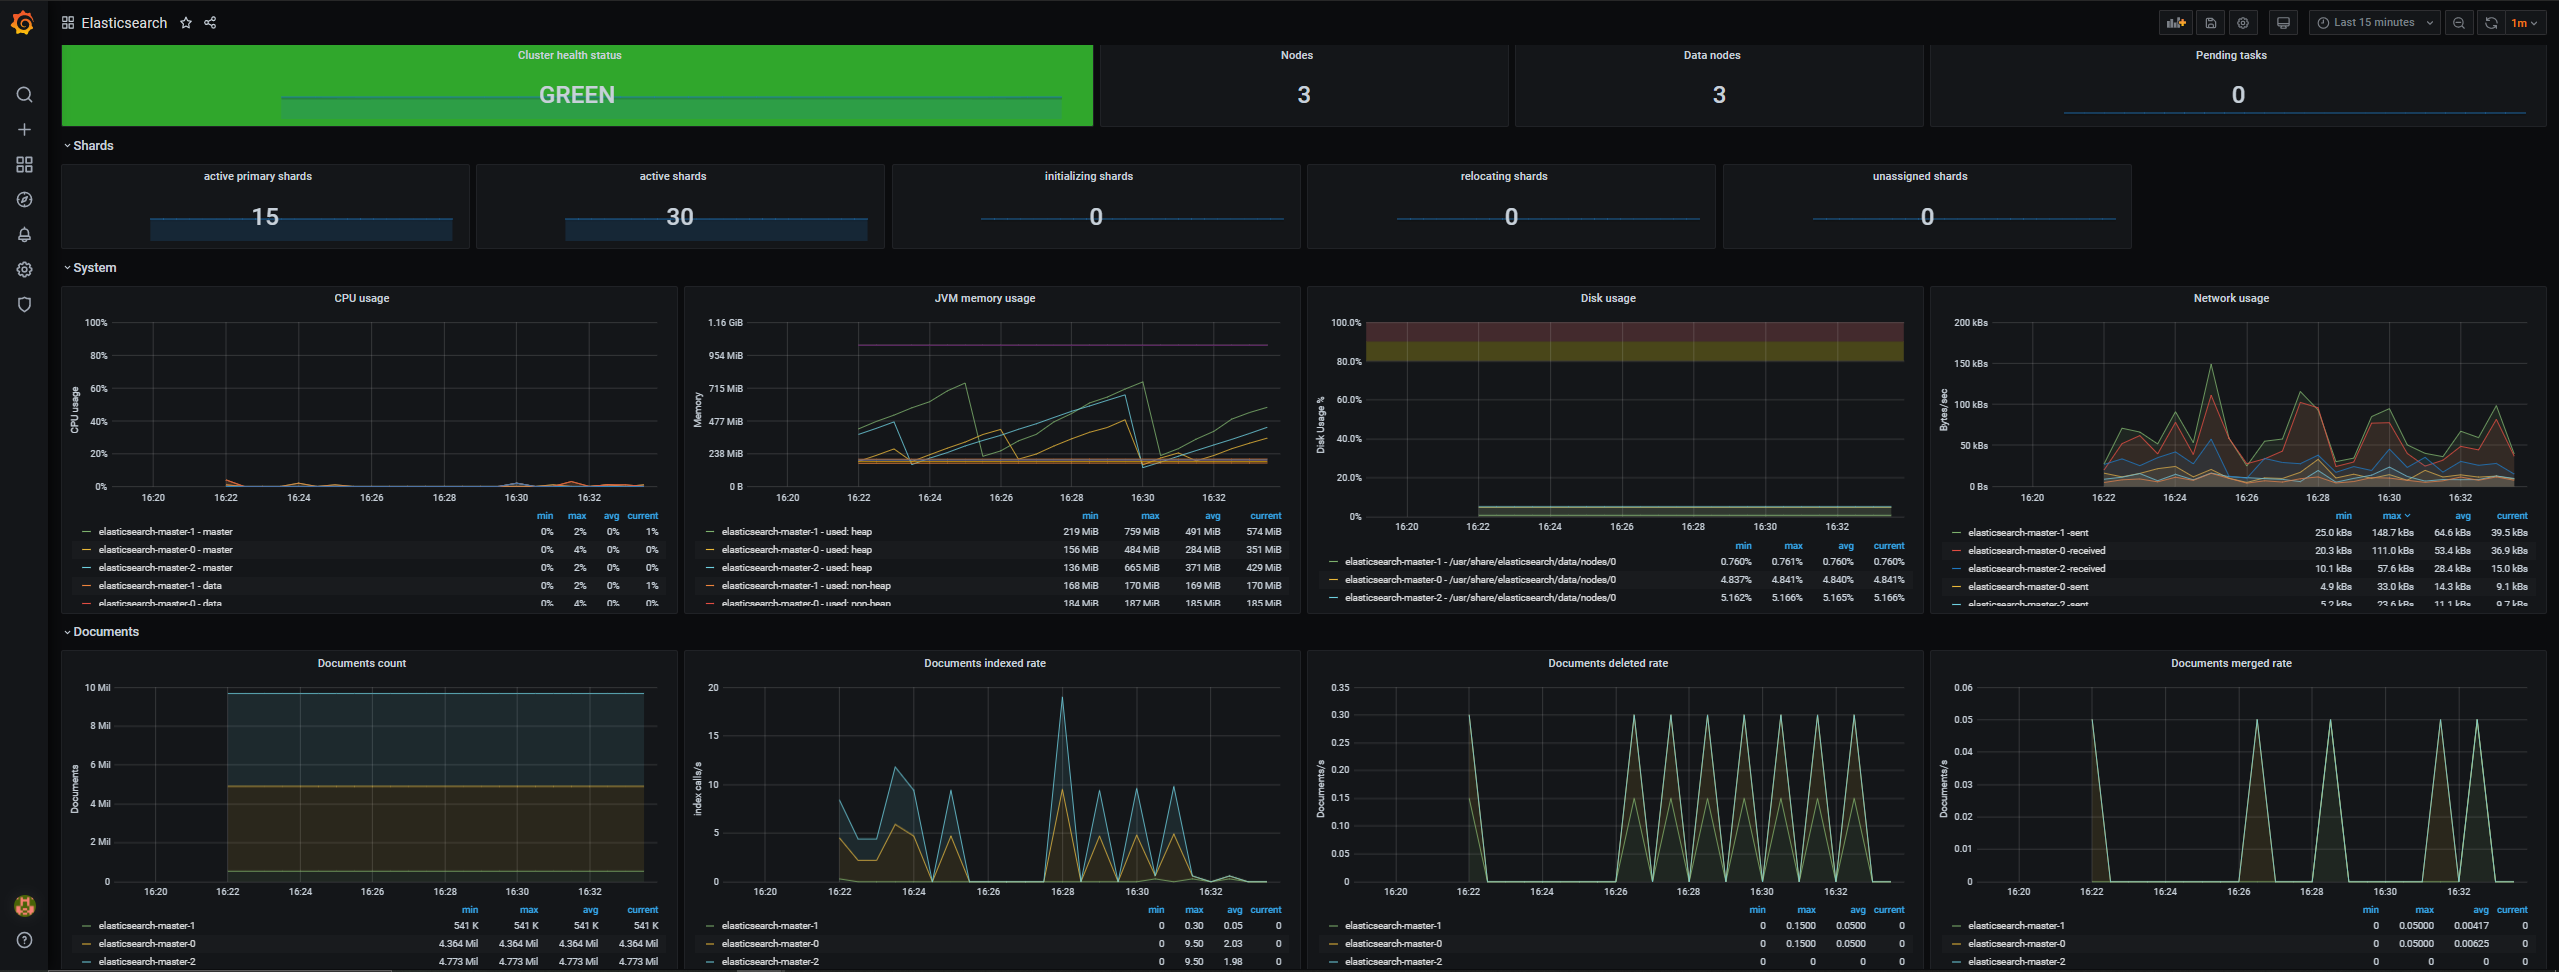 Elasticsearch
Last 15 minutes
1m
Cluster health status
GREEN
Nodes
3
Data nodes
3
Pending tasks
0
Shards
active primary shards
15
active shards
30
initializing shards
0
relocating shards
0
unassigned shards
0
System
CPU usage
CPU usage
100%
80%
60%
40%
20%
0%
16:20 16:22 16:24 16:26 16:28 16:30 16:32
min max avg current
elasticsearch-master-1 - master 0% 2% 0% 1%
elasticsearch-master-0 - master 0% 4% 0% 0%
elasticsearch-master-2 - master 0% 2% 0% 0%
elasticsearch-master-1 - data 0% 2% 0% 1%
elasticsearch-master-0 - data 0% 4% 0% 0%
JVM memory usage
Memory
1.16 GiB
954 MiB
715 MiB
477 MiB
238 MiB
0 B
16:20 16:22 16:24 16:26 16:28 16:30 16:32
min max avg current
elasticsearch-master-1 - used: heap 219 MiB 759 MiB 491 MiB 574 MiB
elasticsearch-master-0 - used: heap 156 MiB 484 MiB 284 MiB 351 MiB
elasticsearch-master-2 - used: heap 136 MiB 665 MiB 371 MiB 429 MiB
elasticsearch-master-1 - used: non-heap 168 MiB 170 MiB 169 MiB 170 MiB
elasticsearch-master-0 - used: non-heap 184 MiB 187 MiB 185 MiB 185 MiB
Disk usage
Disk Usage %
100.0%
80.0%
60.0%
40.0%
20.0%
0%
16:20 16:22 16:24 16:26 16:28 16:30 16:32
min max avg current
elasticsearch-master-1 - /usr/share/elasticsearch/data/nodes/0 0.760% 0.761% 0.760% 0.760%
elasticsearch-master-0 - /usr/share/elasticsearch/data/nodes/0 4.837% 4.841% 4.840% 4.841%
elasticsearch-master-2 - /usr/share/elasticsearch/data/nodes/0 5.162% 5.166% 5.165% 5.166%
Network usage
Bytes/sec
200 kBs
150 kBs
100 kBs
50 kBs
0 Bs
16:20 16:22 16:24 16:26 16:28 16:30 16:32
min max avg current
elasticsearch-master-1 -sent 25.0 kBs 148.7 kBs 64.6 kBs 39.5 kBs
elasticsearch-master-0 -received 20.3 kBs 111.0 kBs 53.4 kBs 36.9 kBs
elasticsearch-master-2 -received 10.1 kBs 57.6 kBs 28.4 kBs 15.0 kBs
elasticsearch-master-0 -sent 4.9 kBs 33.0 kBs 14.3 kBs 9.1 kBs
elasticsearch-master-2 -sent 5.2 kBs 23.6 kBs 11.1 kBs 9.7 kBs
Documents
Documents count
Documents
10 Mil
8 Mil
6 Mil
4 Mil
2 Mil
0
16:20 16:22 16:24 16:26 16:28 16:30 16:32
min max avg current
elasticsearch-master-1 541 K 541 K 541 K 541 K
elasticsearch-master-0 4.364 Mil 4.364 Mil 4.364 Mil 4.364 Mil
elasticsearch-master-2 4.773 Mil 4.773 Mil 4.773 Mil 4.773 Mil
Documents indexed rate
index calls/s
20
15
10
5
0
16:20 16:22 16:24 16:26 16:28 16:30 16:32
min max avg current
elasticsearch-master-1 0 0.30 0.05 0
elasticsearch-master-0 0 9.50 2.03 0
elasticsearch-master-2 0 9.50 1.98 0
Documents deleted rate
Documents/s
0.35
0.30
0.25
0.20
0.15
0.10
0.05
0
16:20 16:22 16:24 16:26 16:28 16:30 16:32
min max avg current
elasticsearch-master-1 0 0.1500 0.0500 0
elasticsearch-master-0 0 0.1500 0.0500 0
elasticsearch-master-2 0 0 0 0
Documents merged rate
Documents/s
0.06
0.05
0.04
0.03
0.02
0.01
0
16:20 16:22 16:24 16:26 16:28 16:30 16:32
min max avg current
elasticsearch-master-1 0 0.05000 0.00417 0
elasticsearch-master-0 0 0.05000 0.00625 0
elasticsearch-master-2 0 0 0 0